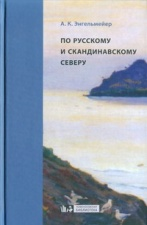 А. К. Энгельмейер
ПО РУССКОМУ
И СКАНДИНАВСКОМУ
СЕВЕРУ